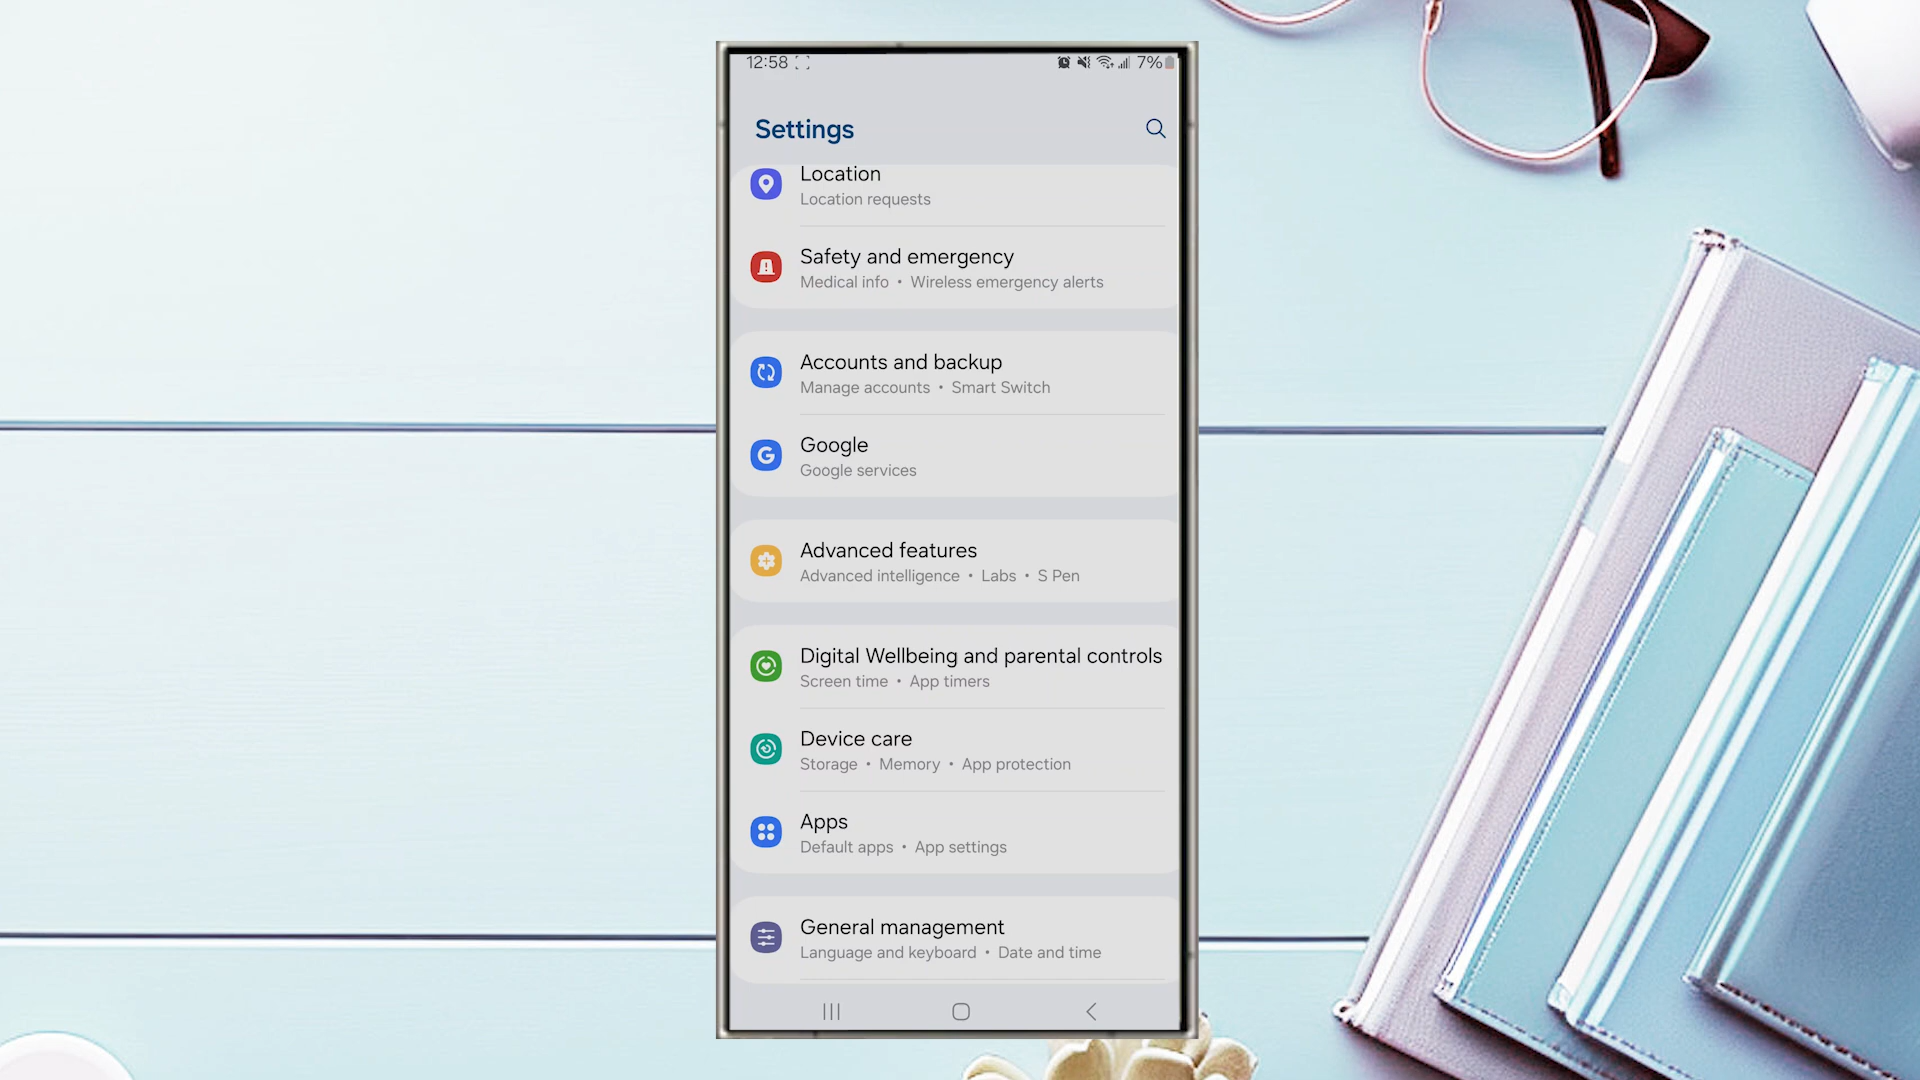 12:58 7%
Settings
Location
Location requests
Safety and emergency
Medical info • Wireless emergency alerts
Accounts and backup
Manage accounts • Smart Switch
Google
Google services
Advanced features
Advanced intelligence • Labs • S Pen
Digital Wellbeing and parental controls
Screen time • App timers
Device care
Storage • Memory • App protection
Apps
Default apps • App settings
General management
Language and keyboard • Date and time